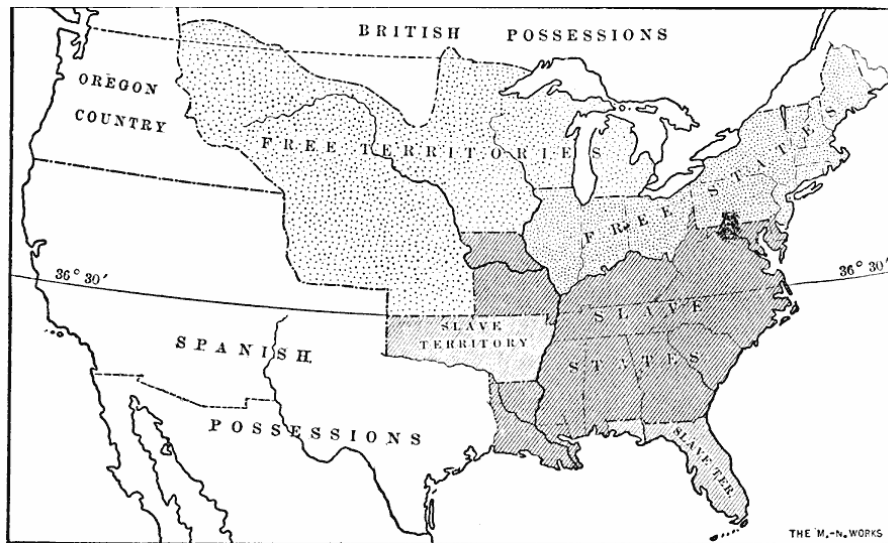 BRITISH POSSESSIONS
OREGON
COUNTRY
FREE TERRITORIES
FREE STATES
36° 30′
36° 30′
SLAVE
TERRITORY
SLAVE
STATES
SPANISH
POSSESSIONS
SLAVE TER.
THE M.-N. WORKS